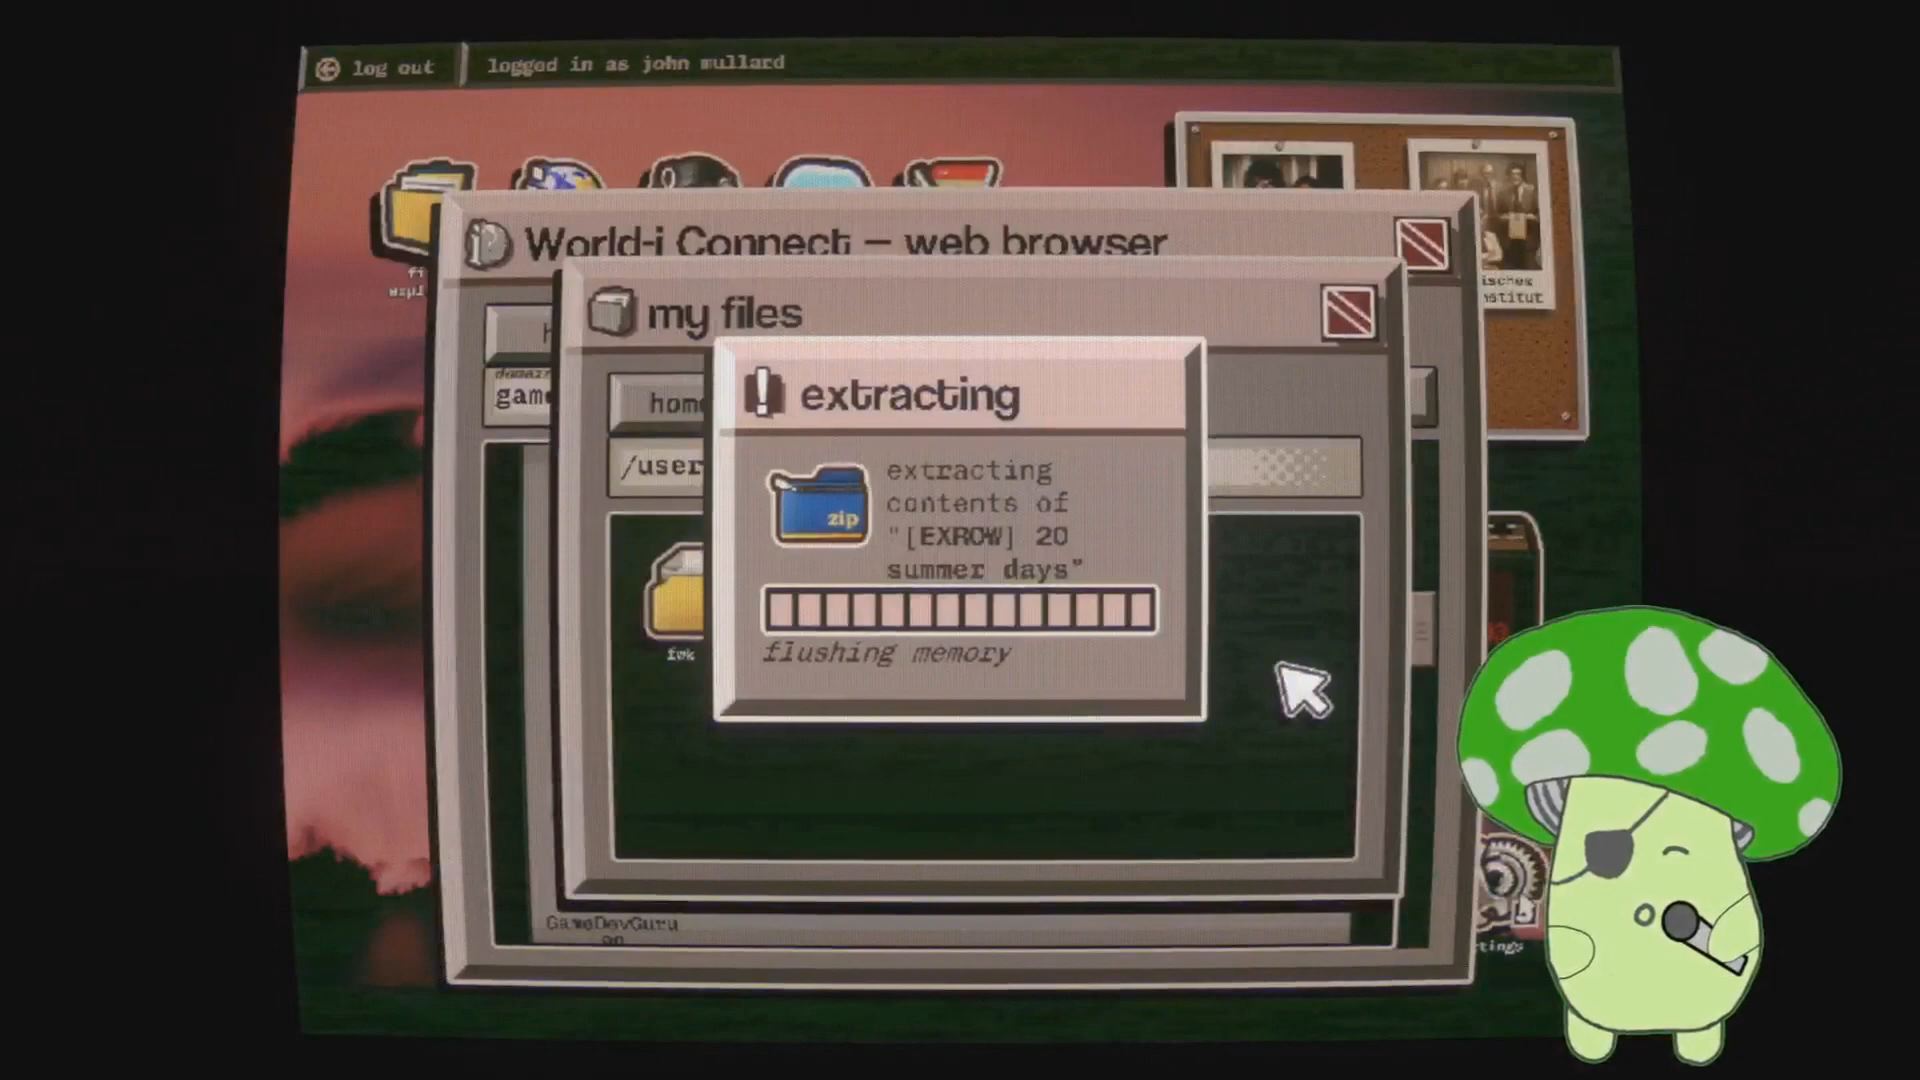 log out
logged in as john mullard
World-i Connect — web browser
my files
extracting
home
/user
extracting
contents of
"[EXROW] 20
summer days"
zip
flushing memory
fwk
GameDevGuru